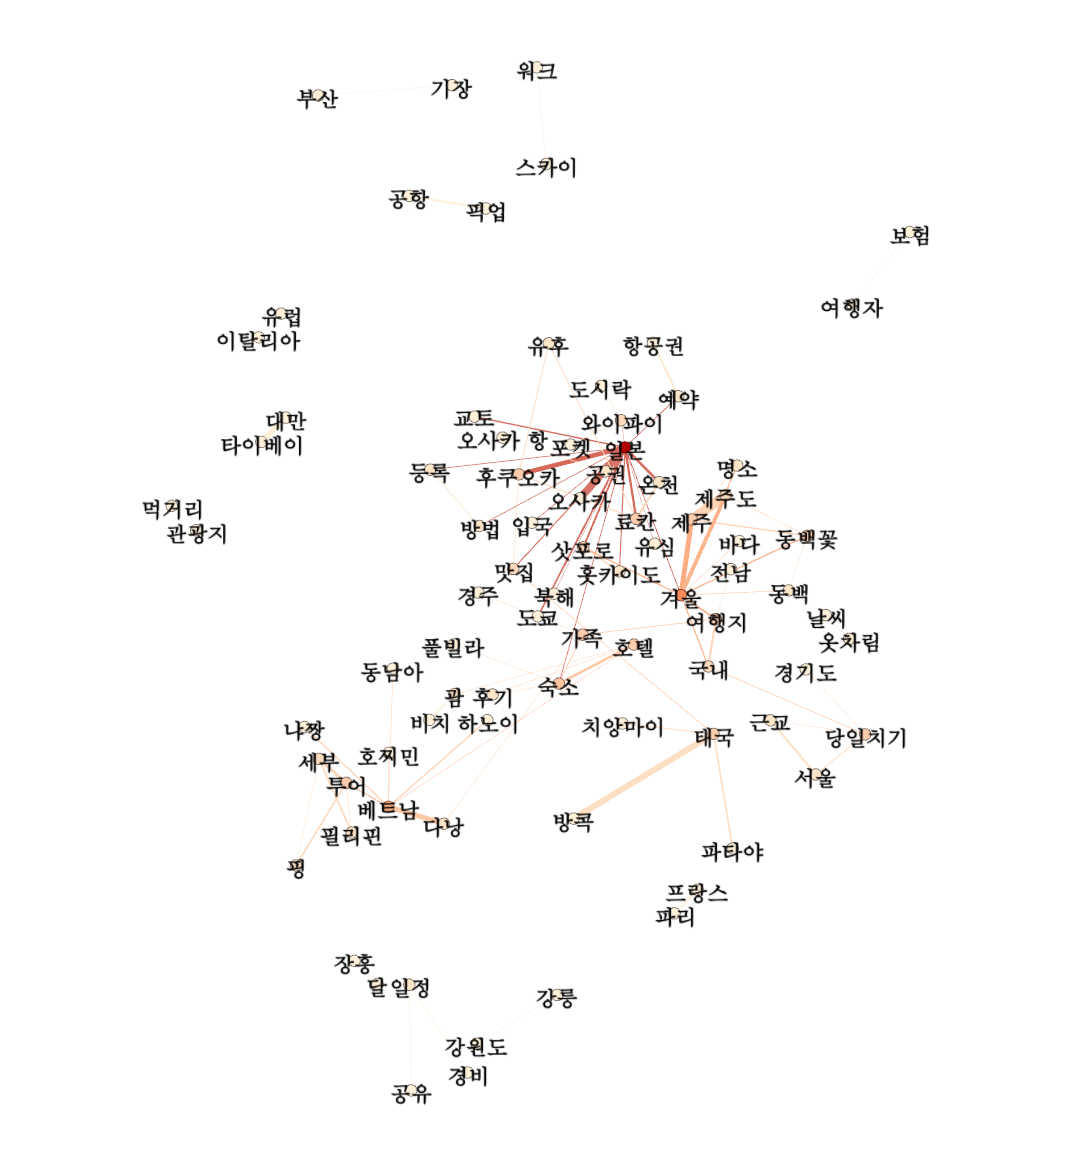 워크
기장
부산
스카이
공항
픽업
보험
여행자
유럽
이탈리아
유후
항공권
도시락
예약
대만
교토
와이파이
타이베이
오사카 항
포켓
일본
등록
후쿠오카
공권
온천
명소
오사카
제주도
먹거리
관광지
방법
입국
료칸
제주
삿포로
유심
바다
동백꽃
맛집
홋카이도
전남
경주
북해
겨울
동백
도쿄
여행지
날씨
가족
옷차림
풀빌라
호텔
동남아
국내
경기도
괌
후기
숙소
비치
하노이
치앙마이
태국
근교
당일치기
냐짱
호찌민
세부
투어
서울
베트남
다낭
필리핀
방콕
파타야
핑
프랑스
파리
장흥
달
일정
강릉
강원도
경비
공유